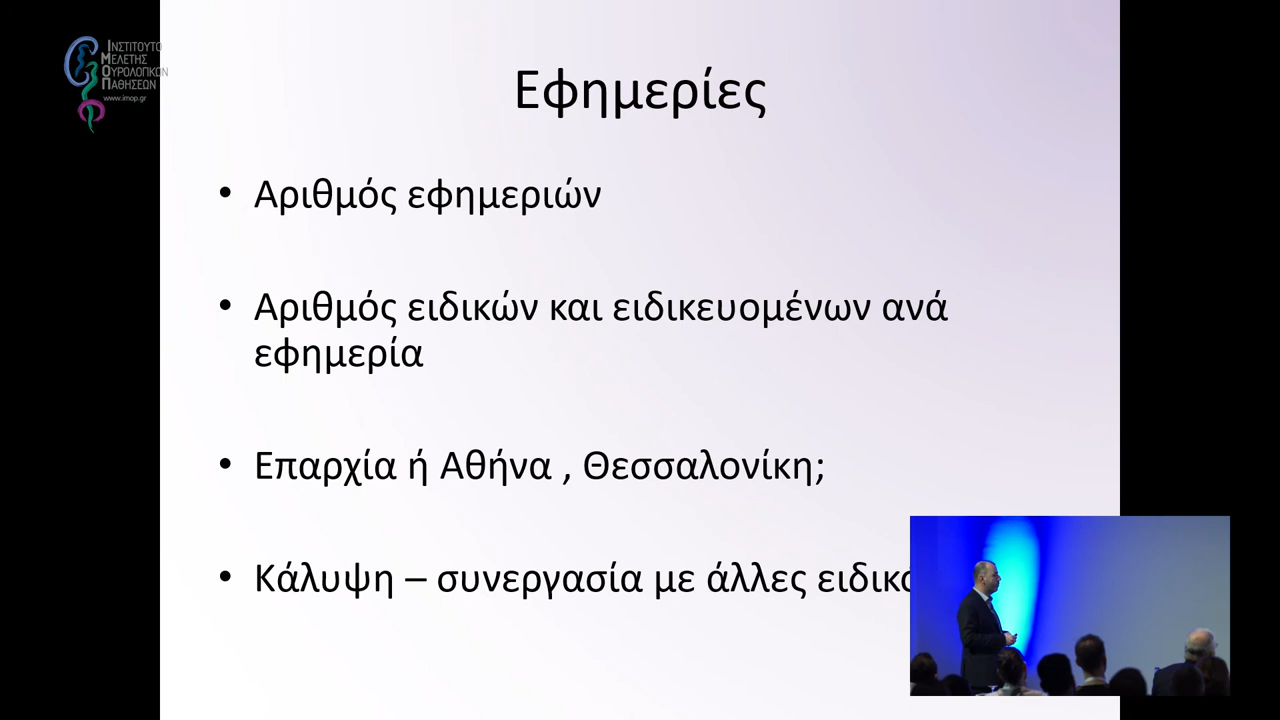 ΙΝΣΤΙΤΟΥΤΟ
ΜΕΛΕΤΗΣ
ΟΥΡΟΛΟΓΙΚΩΝ
ΠΑΘΗΣΕΩΝ
www.imop.gr
Εφημερίες
• Αριθμός εφημεριών
• Αριθμός ειδικών και ειδικευομένων ανά
εφημερία
• Επαρχία ή Αθήνα , Θεσσαλονίκη;
• Κάλυψη – συνεργασία με άλλες